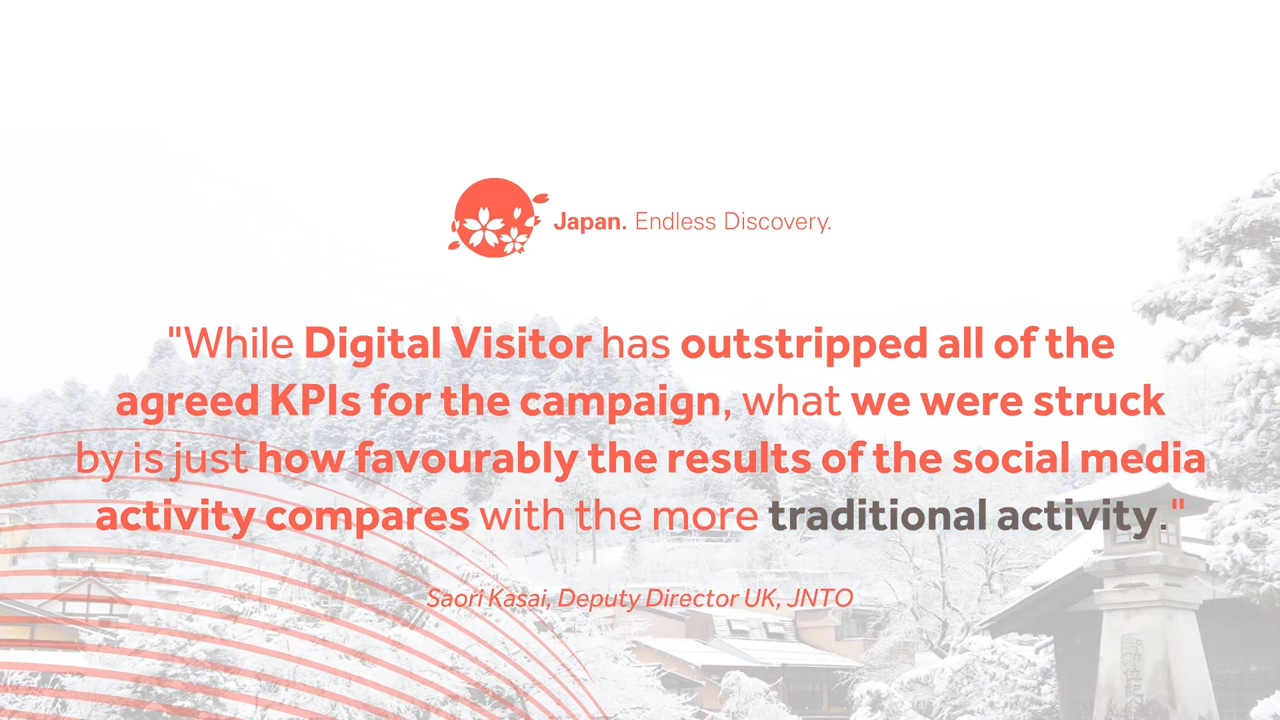 Japan. Endless Discovery.
"While Digital Visitor has outstripped all of the
agreed KPIs for the campaign, what we were struck
by is just how favourably the results of the social media
activity compares with the more traditional activity."
Saori Kasai, Deputy Director UK, JNTO